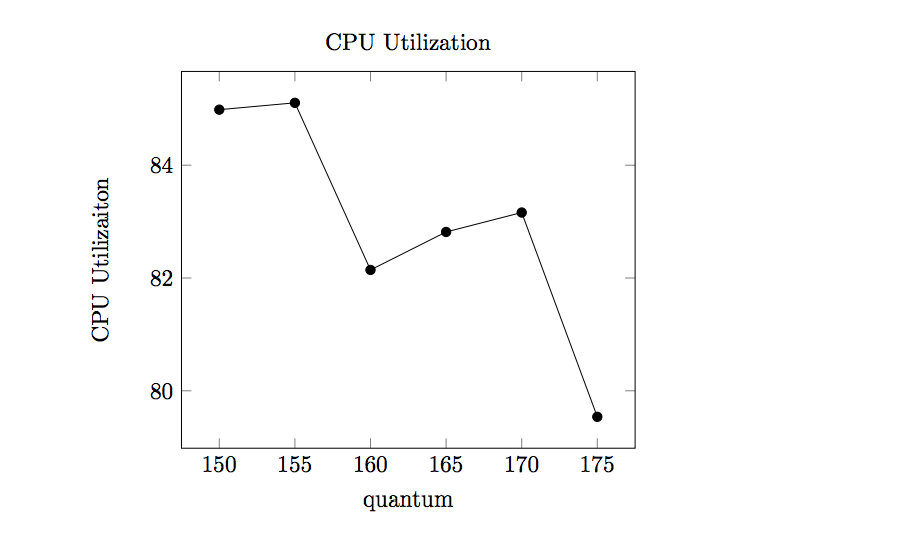 CPU Utilization
84
82
80
CPU Utilizaiton
150 155 160 165 170 175
quantum